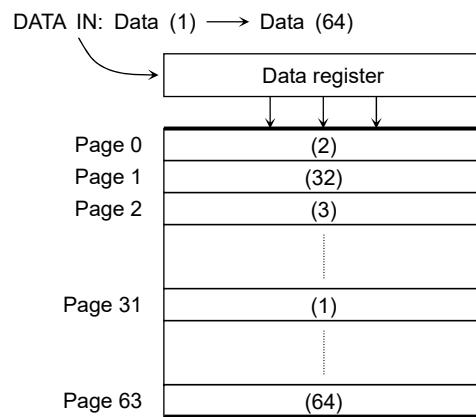 DATA IN: Data (1) → Data (64)
Data register
Page 0 (2)
Page 1 (32)
Page 2 (3)
Page 31 (1)
Page 63 (64)